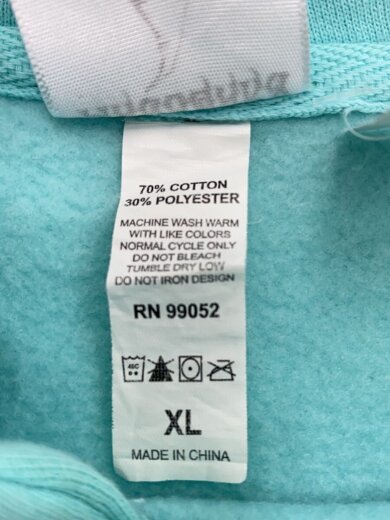 70% COTTON
30% POLYESTER
MACHINE WASH WARM
WITH LIKE COLORS
NORMAL CYCLE ONLY
DO NOT BLEACH
TUMBLE DRY LOW
DO NOT IRON DESIGN
RN 99052
XL
MADE IN CHINA